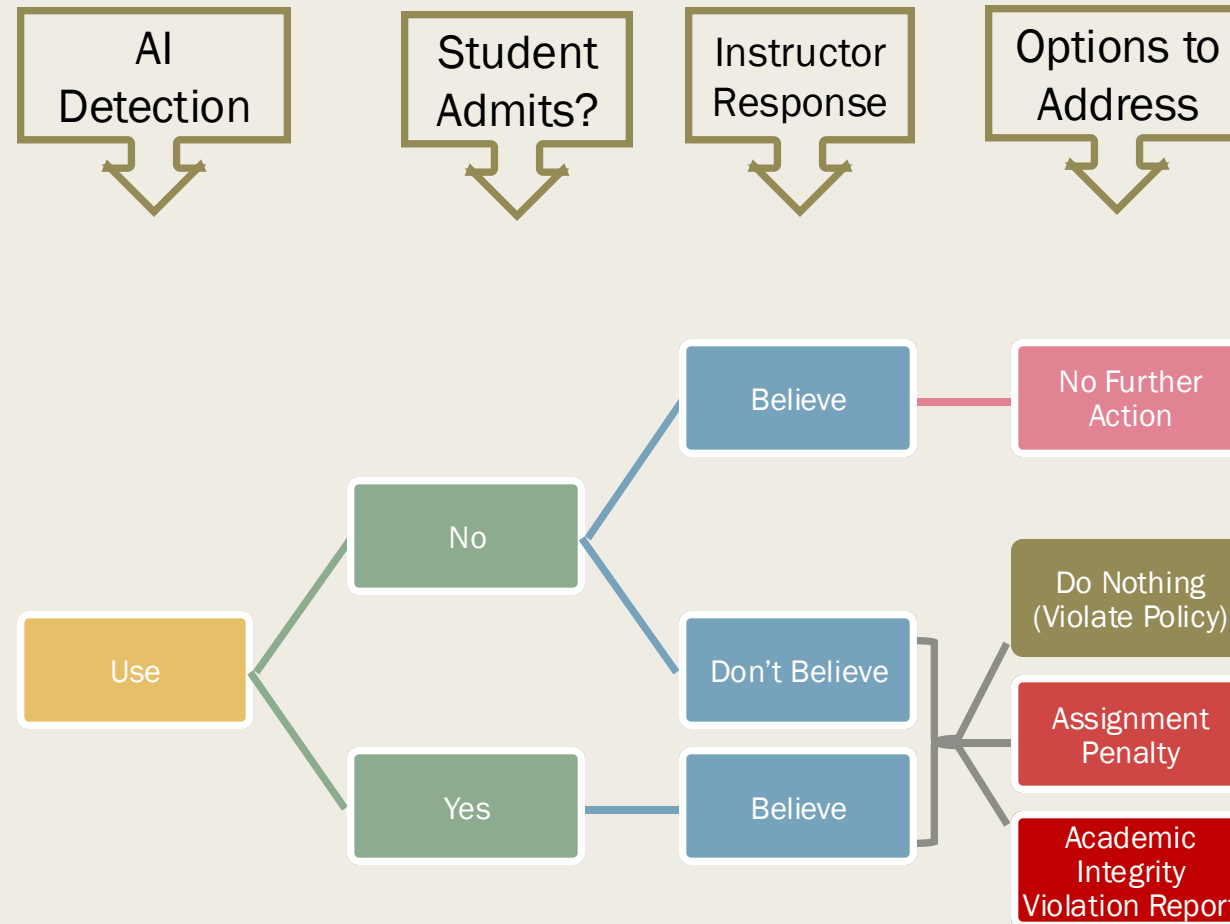 AI
Detection
Student
Admits?
Instructor
Response
Options to
Address
Believe
No Further
Action
No
Do Nothing
(Violate Policy)
Use
Don't Believe
Assignment
Penalty
Yes
Believe
Academic
Integrity
Violation Repor